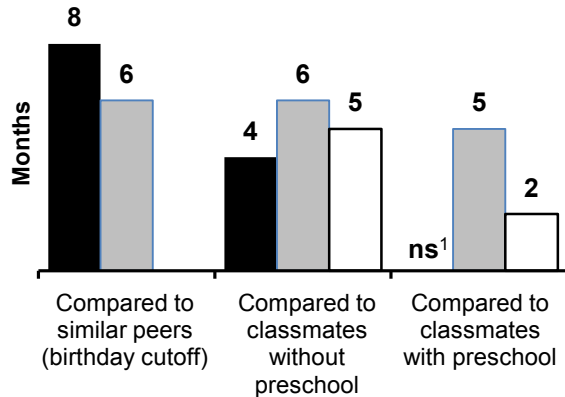 8
6
6
5
4
5
2
ns¹
Months
Compared to
similar peers
(birthday cutoff)
Compared to
classmates
without
preschool
Compared to
classmates
with preschool